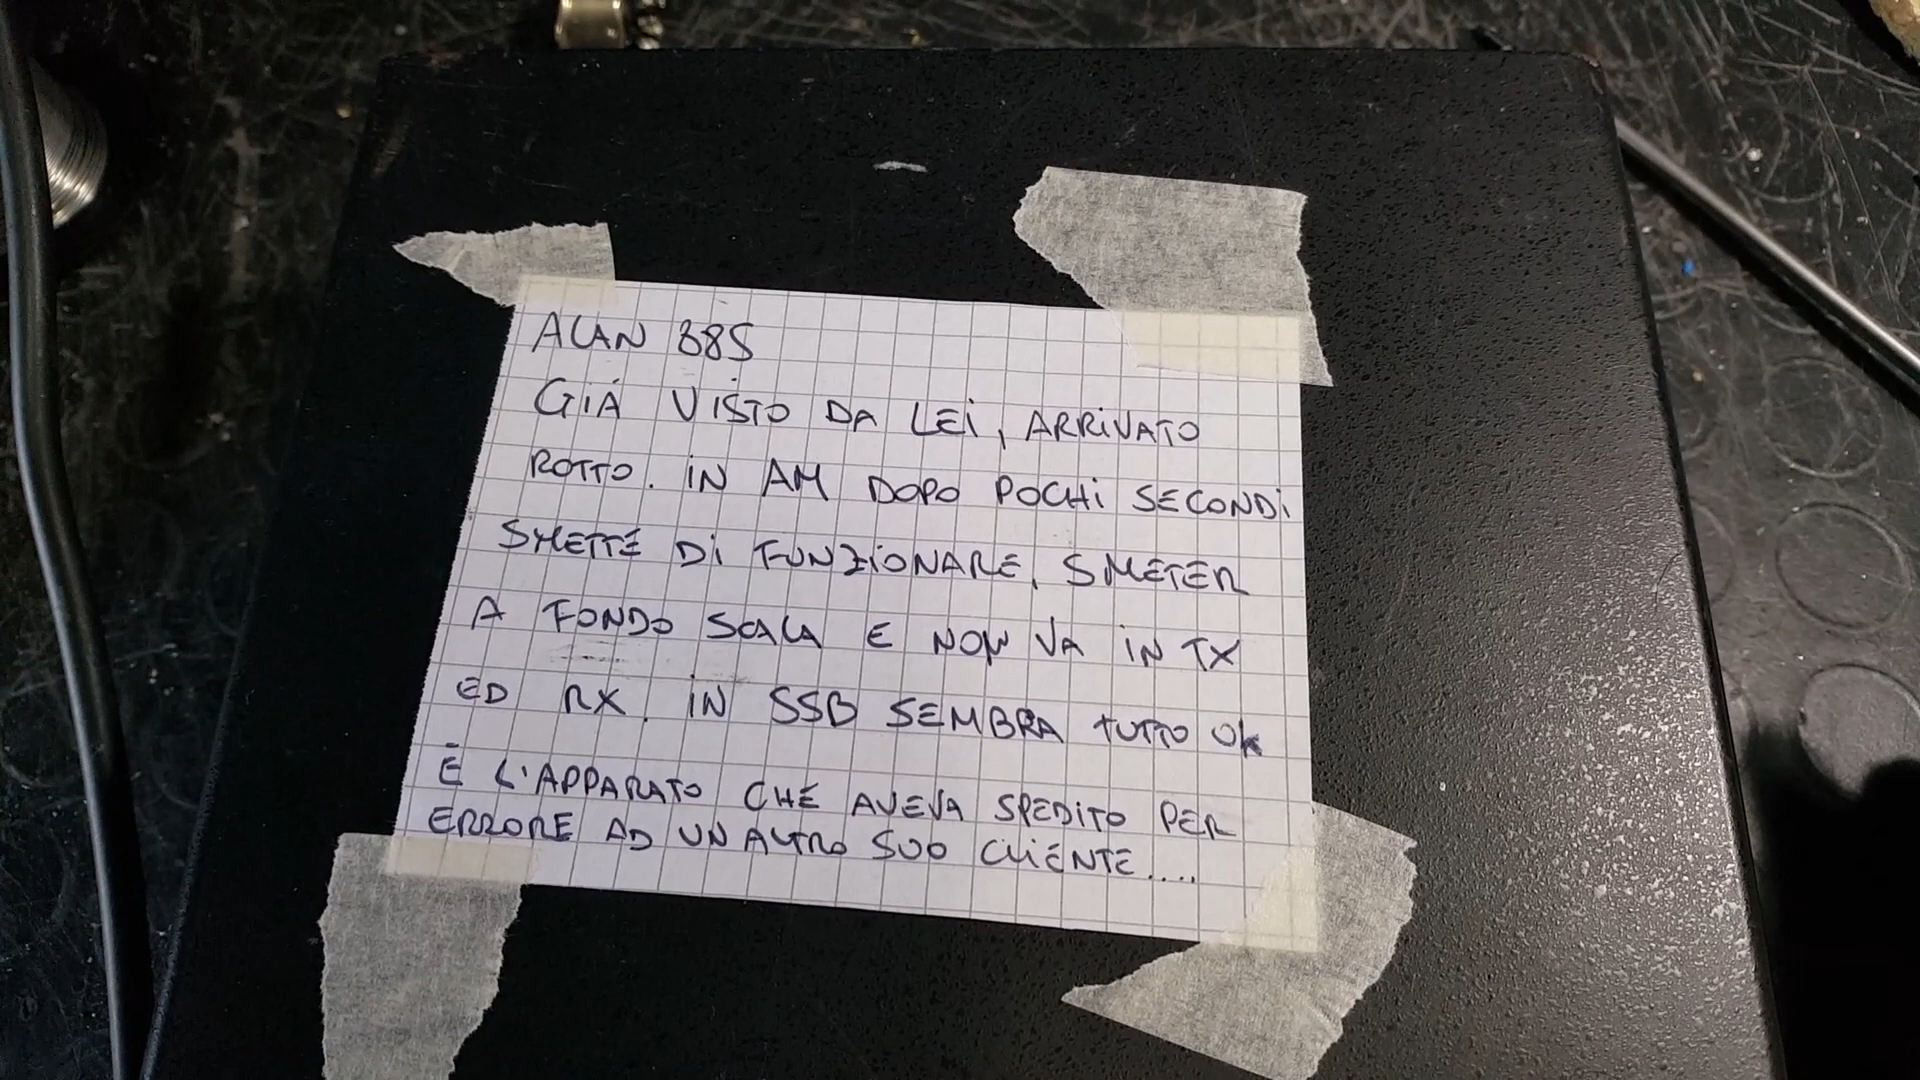 ALAN 885
GIÁ VISTO DA LEI, ARRIVATO
ROTTO. IN AM DOPO POCHI SECONDI
SMETTE DI FUNZIONARE, SMETER
A FONDO SCALA E NON VA IN TX
ED RX. IN SSB SEMBRA TUTTO OK
È L'APPARATO CHE AVEVA SPEDITO PER
ERRORE AD UN ALTRO SUO CLIENTE....